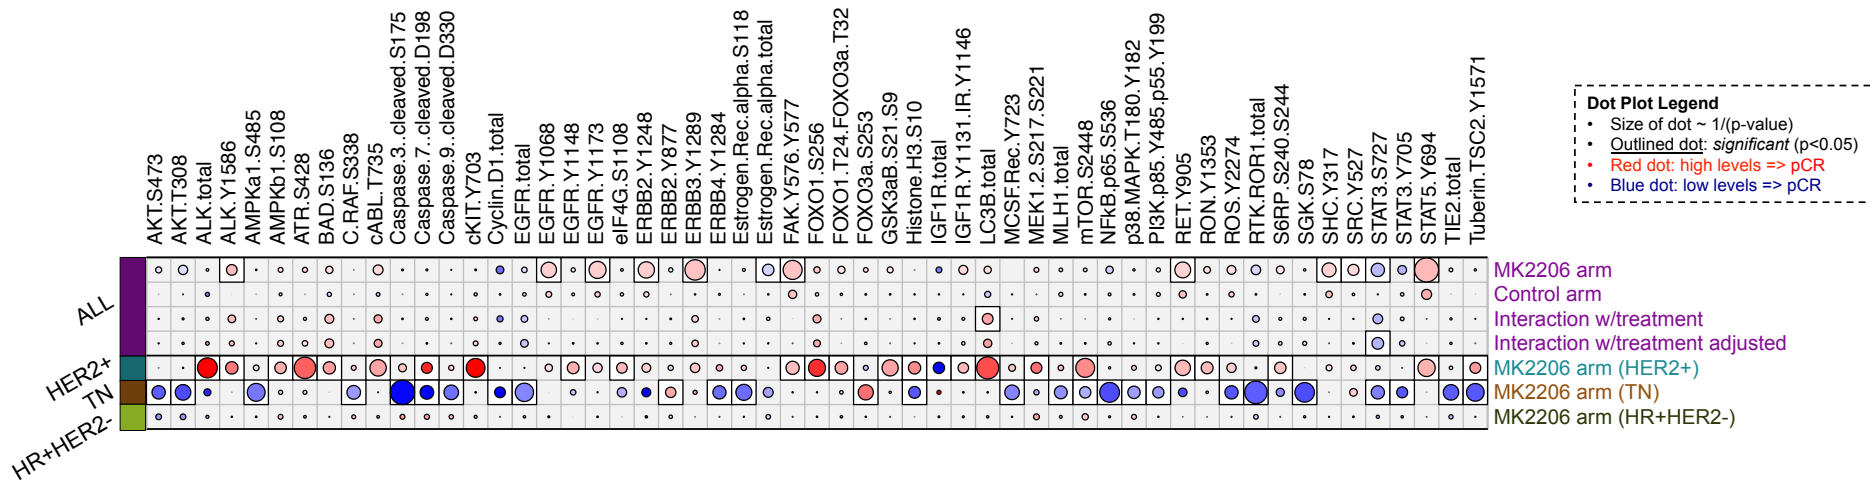 AKT.S473
AKT.T308
ALK.total
ALK.Y1586
AMPKa1.S485
AMPKb1.S108
ATR.S428
BAD.S136
C.RAF.S338
cABL.T735
Caspase.3..cleaved.S175
Caspase.7..cleaved.D198
Caspase.9..cleaved.D330
cKIT.Y703
Cyclin.D1.total
EGFR.total
EGFR.Y1068
EGFR.Y1148
EGFR.Y1173
eIF4G.S1108
ERBB2.Y1248
ERBB2.Y877
ERBB3.Y1289
ERBB4.Y1284
Estrogen.Rec.alpha.S118
Estrogen.Rec.alpha.total
FAK.Y576.Y577
FOXO1.S256
FOXO1.T24.FOXO3a.T32
FOXO3a.S253
GSK3aB.S21.S9
Histone.H3.S10
IGF1R.total
IGF1R.Y1131.IR.Y1146
LC3B.total
MCSF.Rec.Y723
MEK1.2.S217.S221
MLH1.total
mTOR.S2448
NFkB.p65.S536
p38.MAPK.T180.Y182
PI3K.p85.Y485.p55.Y199
RET.Y905
RON.Y1353
ROS.Y2274
RTK.ROR1.total
S6RP.S240.S244
SGK.S78
SHC.Y317
SRC.Y527
STAT3.S727
STAT3.Y705
STAT5.Y694
TIE2.total
Tuberin.TSC2.Y1571
Dot Plot Legend
• Size of dot ~ 1/(p-value)
• Outlined dot: significant (p<0.05)
• Red dot: high levels => pCR
• Blue dot: low levels => pCR
ALL
HER2+
TN
HR+HER2-
MK2206 arm
Control arm
Interaction w/treatment
Interaction w/treatment adjusted
MK2206 arm (HER2+)
MK2206 arm (TN)
MK2206 arm (HR+HER2-)